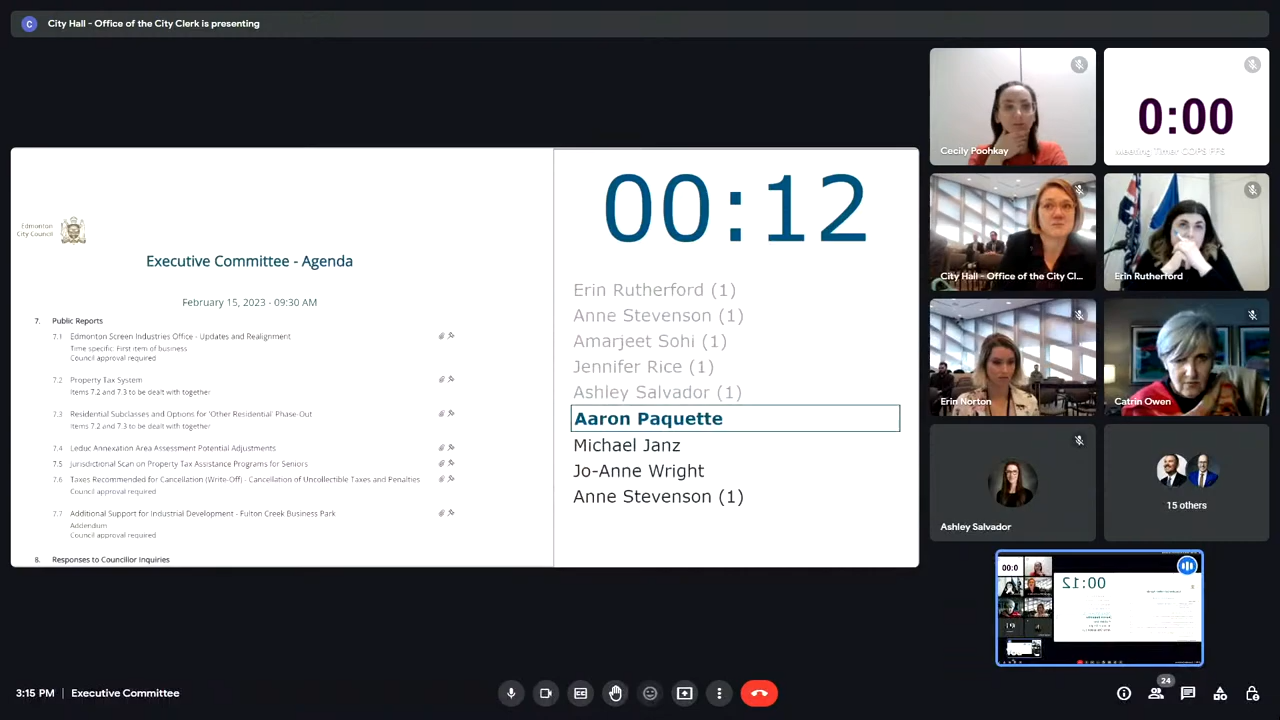 C City Hall - Office of the City Clerk is presenting
Edmonton
City Council
Executive Committee - Agenda
February 15, 2023 - 09:30 AM
7. Public Reports
7.1 Edmonton Screen Industries Office - Updates and Realignment
Time specific: First item of business
Council approval required
7.2 Property Tax System
Items 7.2 and 7.3 to be dealt with together
7.3 Residential Subclasses and Options for 'Other Residential' Phase-Out
Items 7.2 and 7.3 to be dealt with together
7.4 Leduc Annexation Area Assessment Potential Adjustments
7.5 Jurisdictional Scan on Property Tax Assistance Programs for Seniors
7.6 Taxes Recommended for Cancellation (Write-Off) - Cancellation of Uncollectible Taxes and Penalties
Council approval required
7.7 Additional Support for Industrial Development - Fulton Creek Business Park
Addendum
Council approval required
8. Responses to Councillor Inquiries
00:12
Erin Rutherford (1)
Anne Stevenson (1)
Amarjeet Sohi (1)
Jennifer Rice (1)
Ashley Salvador (1)
Aaron Paquette
Michael Janz
Jo-Anne Wright
Anne Stevenson (1)
Cecily Poohkay
0:00
Meeting Timer COPS FFS
City Hall - Office of the City Cl...
Erin Rutherford
Erin Norton
Catrin Owen
Ashley Salvador
15 others
00:0
00:12
3:15 PM | Executive Committee
24